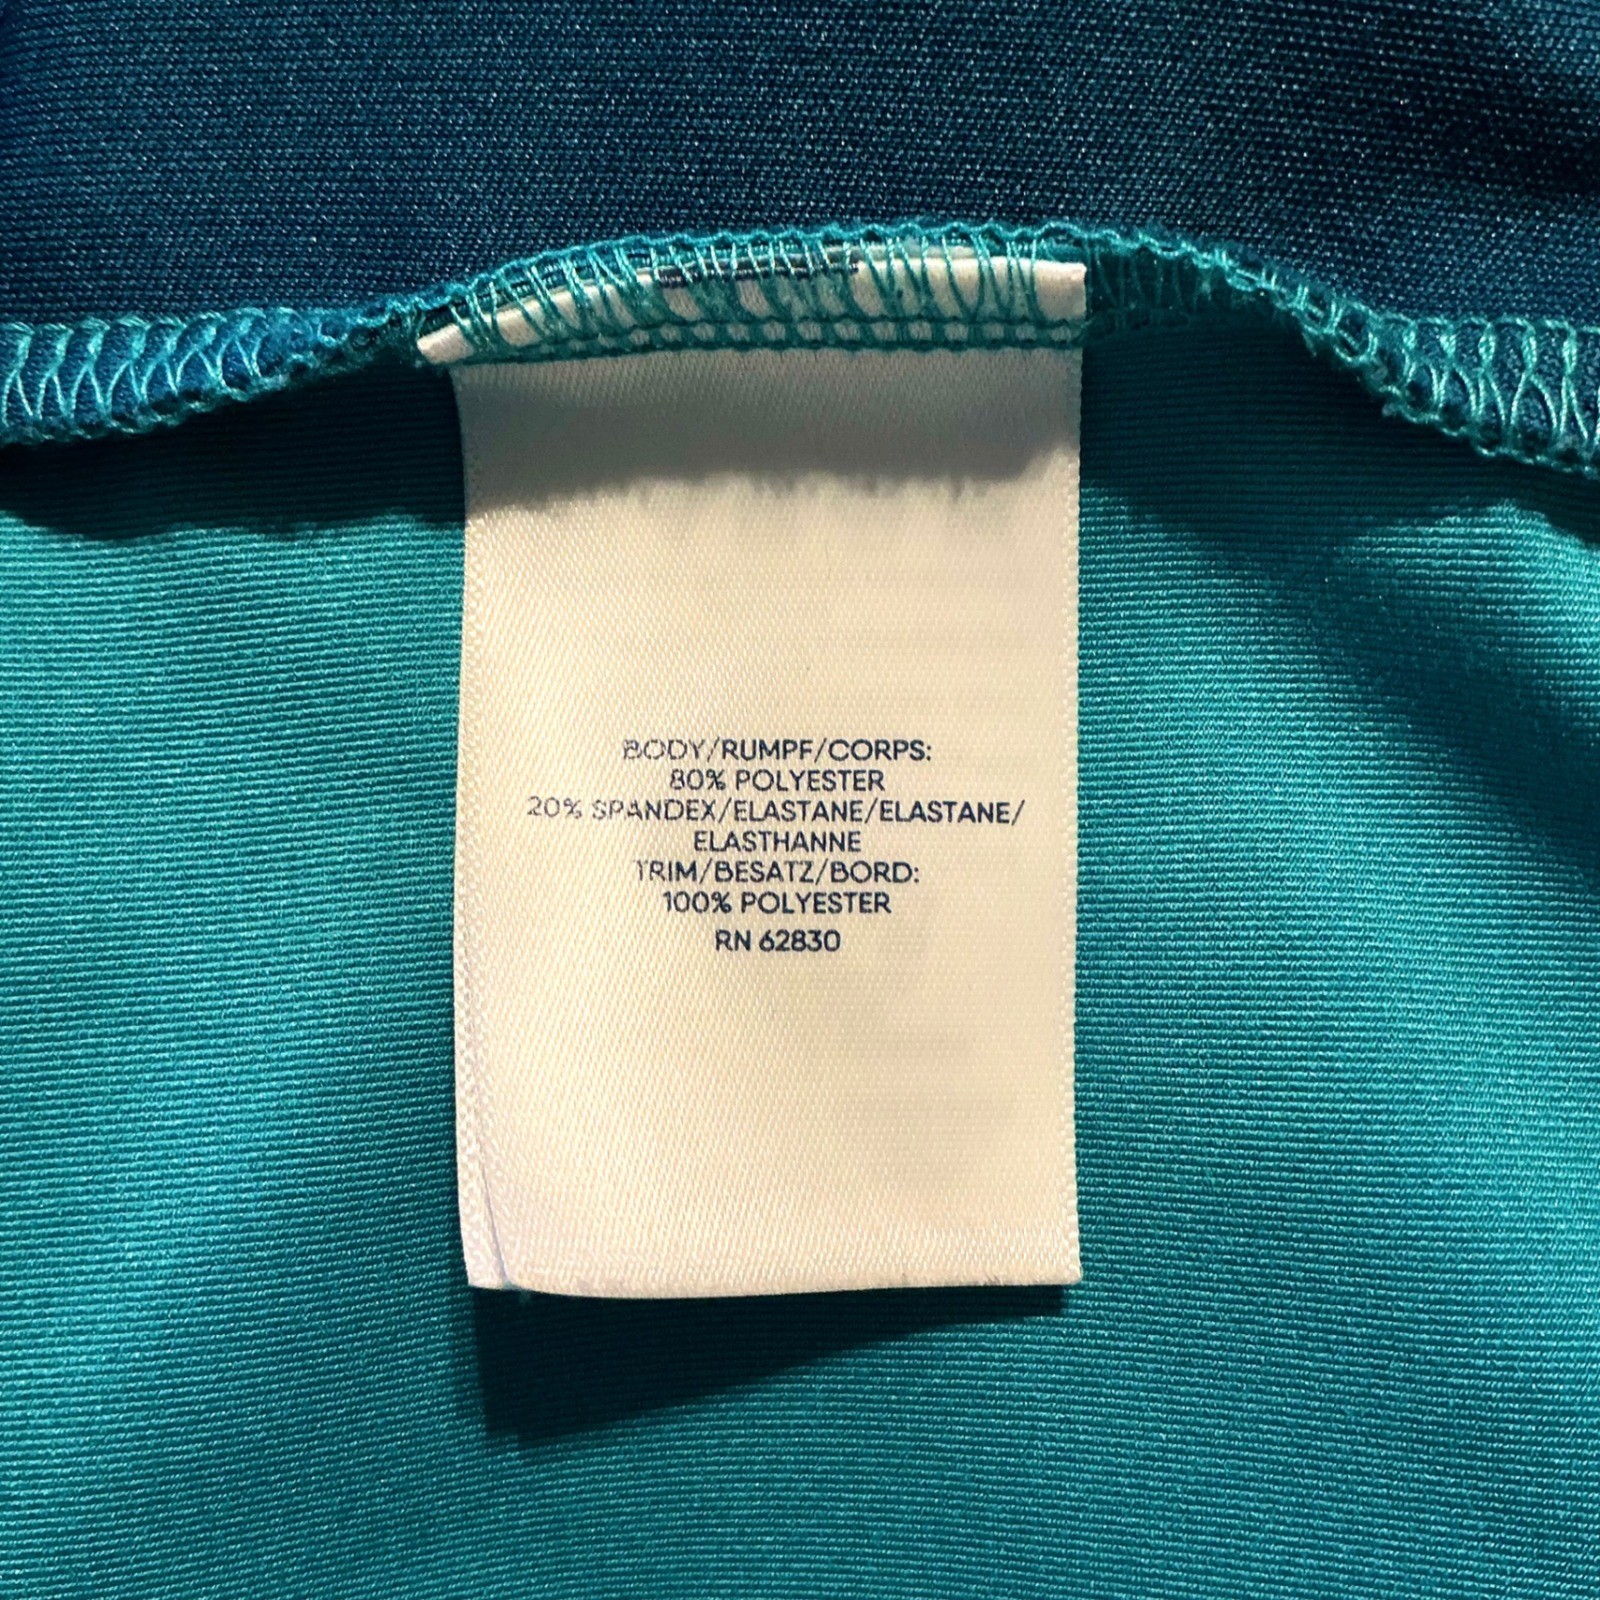 BODY/RUMPF/CORPS:
80% POLYESTER
20% SPANDEX/ELASTANE/ELASTANE/
ELASTHANNE
TRIM/BESATZ/BORD:
100% POLYESTER
RN 62830